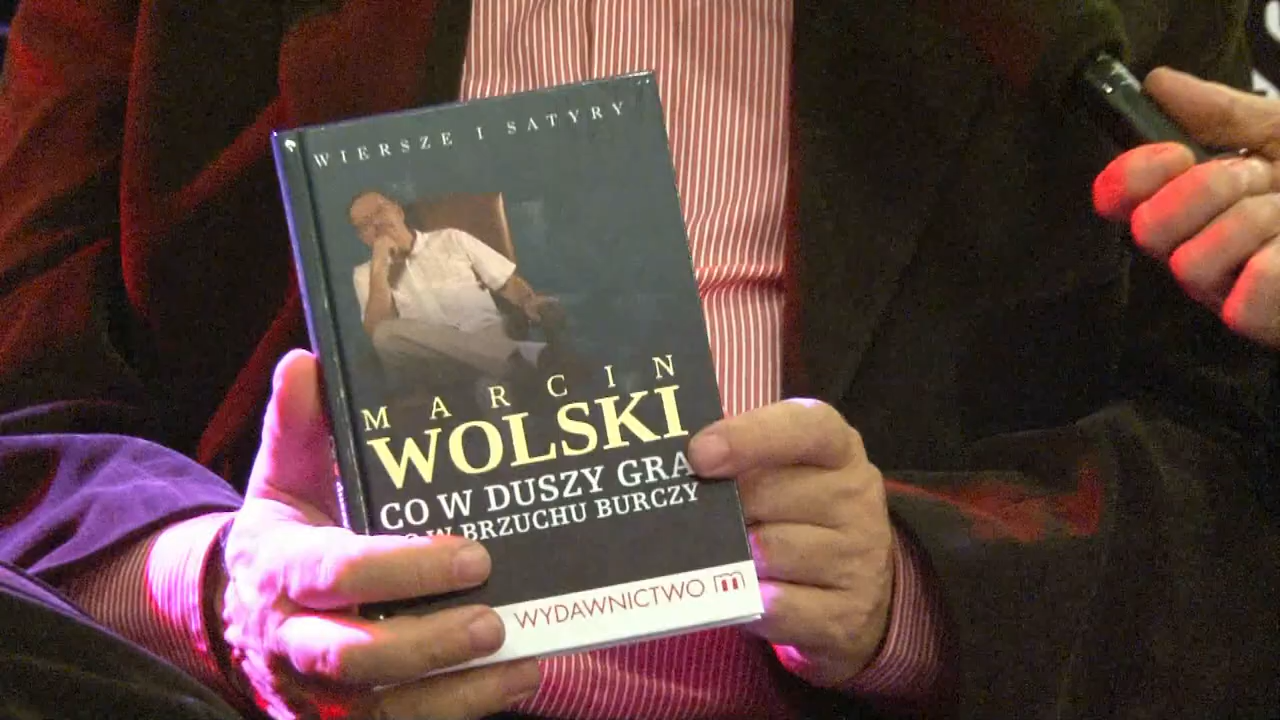 WIERSZE I SATYRY
MARCIN
WOLSKI
CO W DUSZY GRA
W BRZUCHU BURCZY
WYDAWNICTWO m